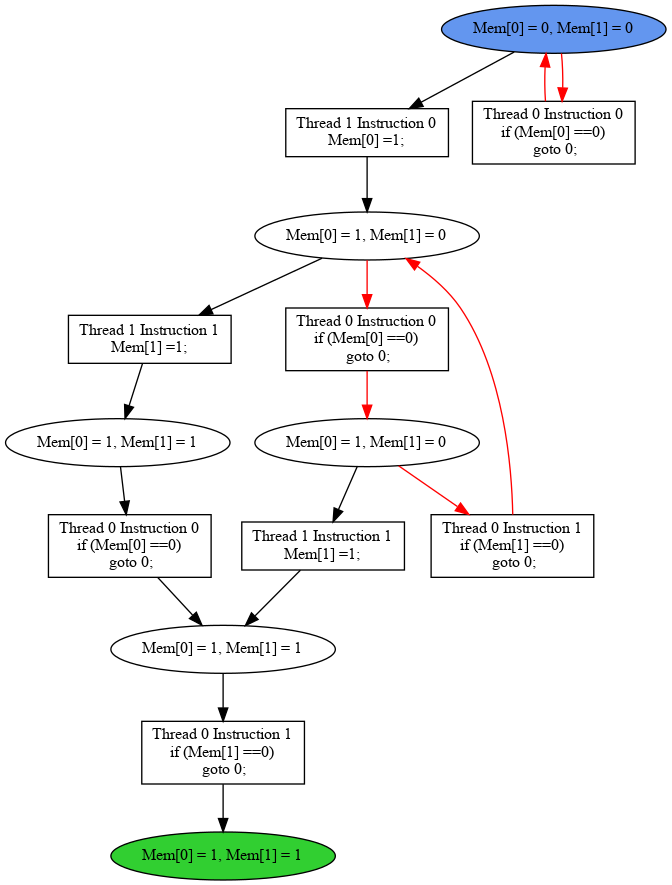 Mem[0] = 0, Mem[1] = 0
Thread 1 Instruction 0
Mem[0] =1;
Thread 0 Instruction 0
if (Mem[0] ==0)
goto 0;
Mem[0] = 1, Mem[1] = 0
Thread 1 Instruction 1
Mem[1] =1;
Thread 0 Instruction 0
if (Mem[0] ==0)
goto 0;
Mem[0] = 1, Mem[1] = 1
Mem[0] = 1, Mem[1] = 0
Thread 0 Instruction 0
if (Mem[0] ==0)
goto 0;
Thread 1 Instruction 1
Mem[1] =1;
Thread 0 Instruction 1
if (Mem[1] ==0)
goto 0;
Mem[0] = 1, Mem[1] = 1
Thread 0 Instruction 1
if (Mem[1] ==0)
goto 0;
Mem[0] = 1, Mem[1] = 1